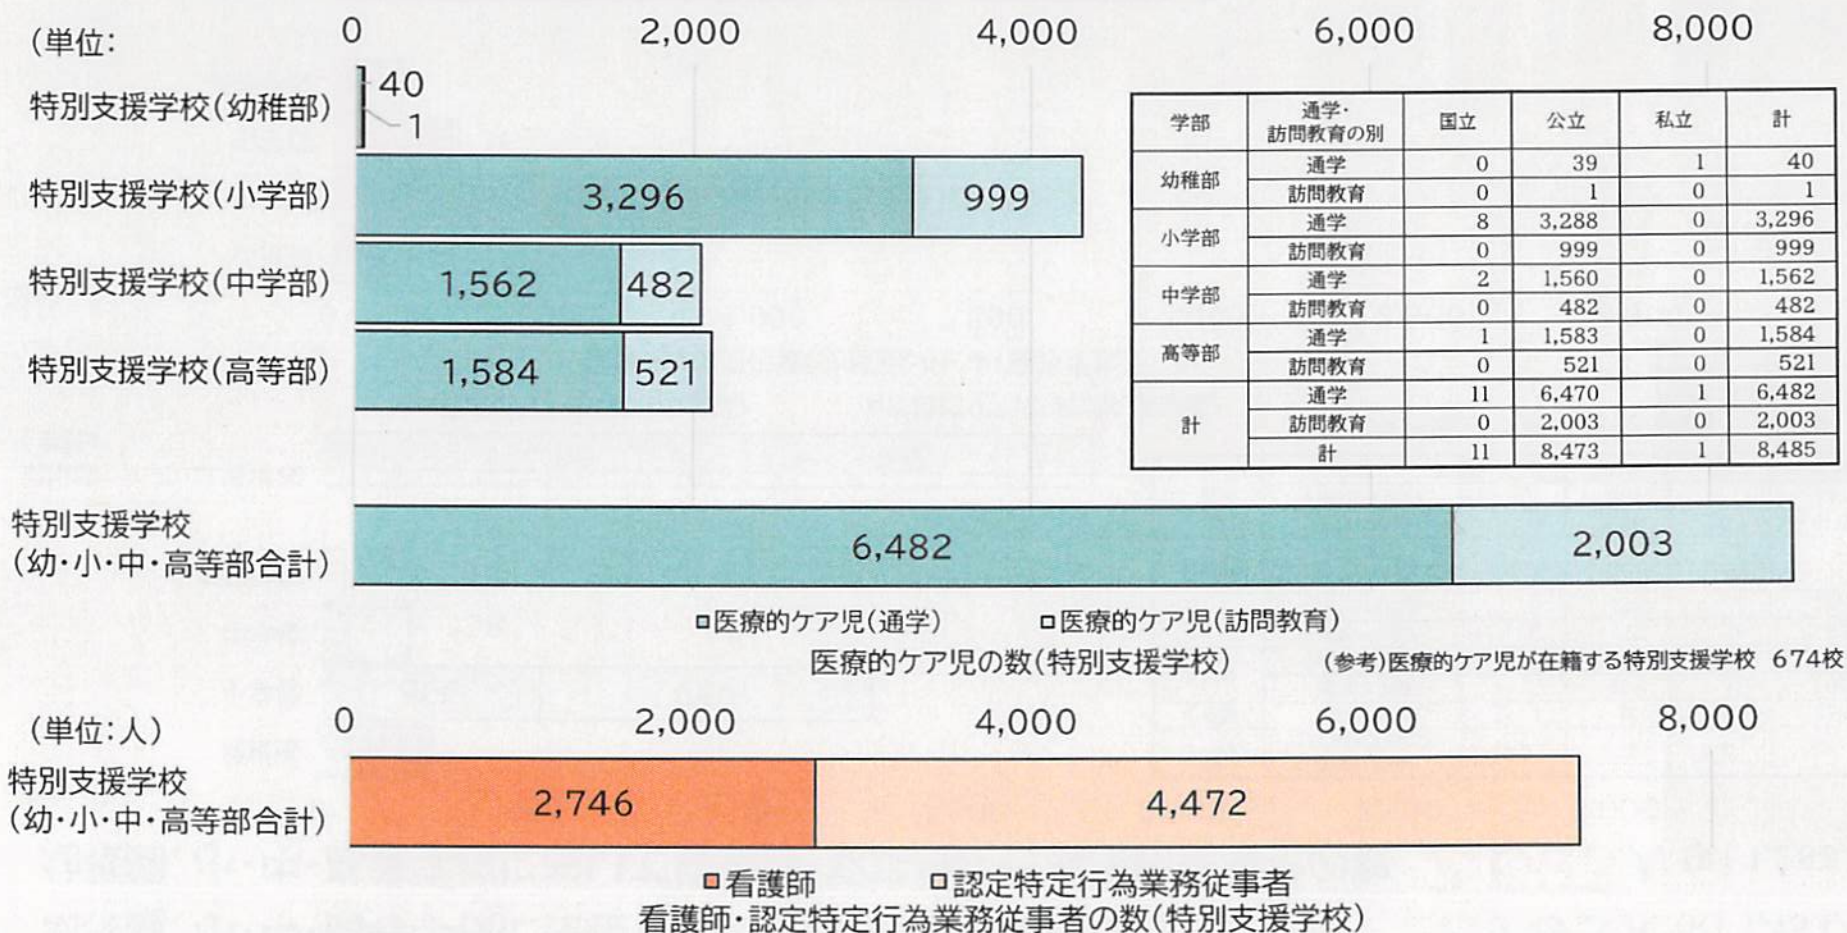 (単位:
0 2,000 4,000 6,000 8,000
特別支援学校(幼稚部) 40
1
特別支援学校(小学部) 3,296 999
特別支援学校(中学部) 1,562 482
特別支援学校(高等部) 1,584 521
特別支援学校
(幼・小・中・高等部合計) 6,482 2,003
学部 通学・訪問教育の別 国立 公立 私立 計
幼稚部 通学 0 39 1 40
訪問教育 0 1 0 1
小学部 通学 8 3,288 0 3,296
訪問教育 0 999 0 999
中学部 通学 2 1,560 0 1,562
訪問教育 0 482 0 482
高等部 通学 1 1,583 0 1,584
訪問教育 0 521 0 521
計 通学 11 6,470 1 6,482
訪問教育 0 2,003 0 2,003
計 11 8,473 1 8,485
医療的ケア児(通学) 医療的ケア児(訪問教育)
医療的ケア児の数(特別支援学校) (参考)医療的ケア児が在籍する特別支援学校 674校
(単位:人)
0 2,000 4,000 6,000 8,000
特別支援学校
(幼・小・中・高等部合計) 2,746 4,472
看護師 認定特定行為業務従事者
看護師・認定特定行為業務従事者の数(特別支援学校)